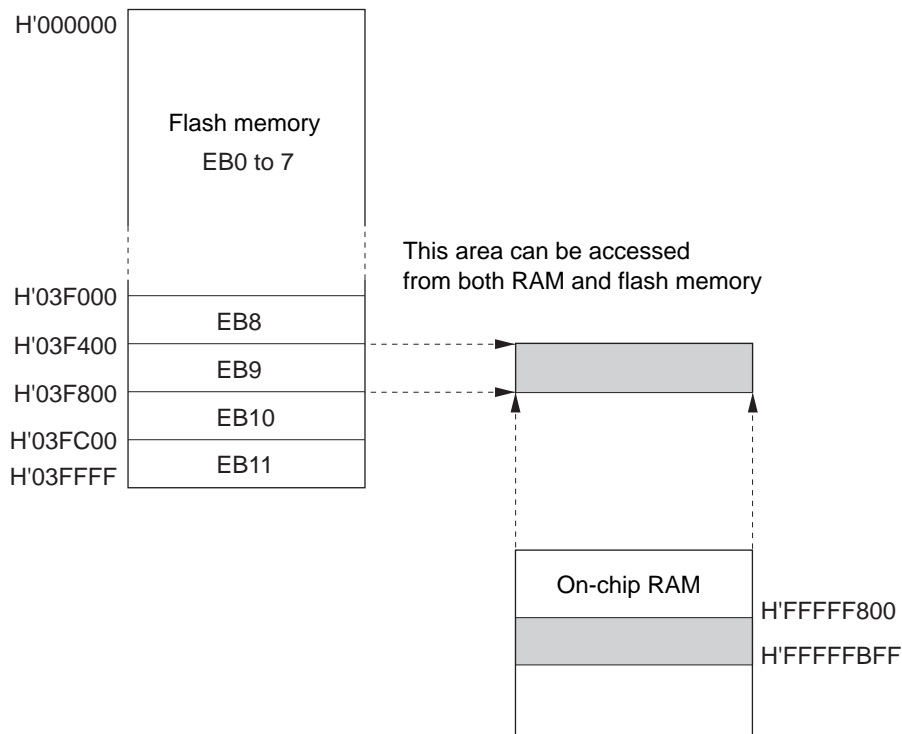 H'000000
Flash memory
EB0 to 7
This area can be accessed
from both RAM and flash memory
H'03F000
EB8
H'03F400
EB9
H'03F800
EB10
H'03FC00
EB11
H'03FFFF
On-chip RAM
H'FFFFF800
H'FFFFFBFF